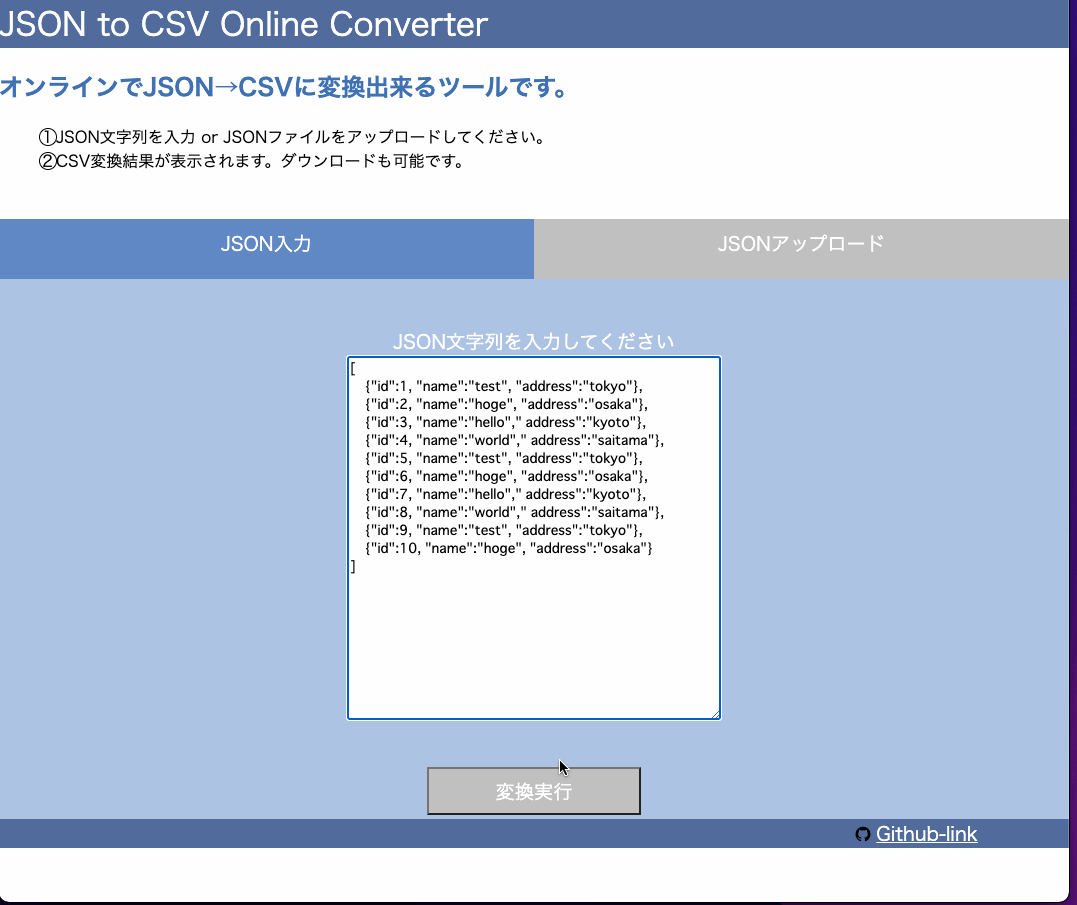 JSON to CSV Online Converter
オンラインでJSON→CSVに変換出来るツールです。
①JSON文字列を入力 or JSONファイルをアップロードしてください。
②CSV変換結果が表示されます。ダウンロードも可能です。
JSON入力
JSONアップロード
JSON文字列を入力してください
[
{"id":1, "name":"test", "address":"tokyo"},
{"id":2, "name":"hoge", "address":"osaka"},
{"id":3, "name":"hello"," address":"kyoto"},
{"id":4, "name":"world"," address":"saitama"},
{"id":5, "name":"test", "address":"tokyo"},
{"id":6, "name":"hoge", "address":"osaka"},
{"id":7, "name":"hello"," address":"kyoto"},
{"id":8, "name":"world"," address":"saitama"},
{"id":9, "name":"test", "address":"tokyo"},
{"id":10, "name":"hoge", "address":"osaka"}
]
変換実行
Github-link